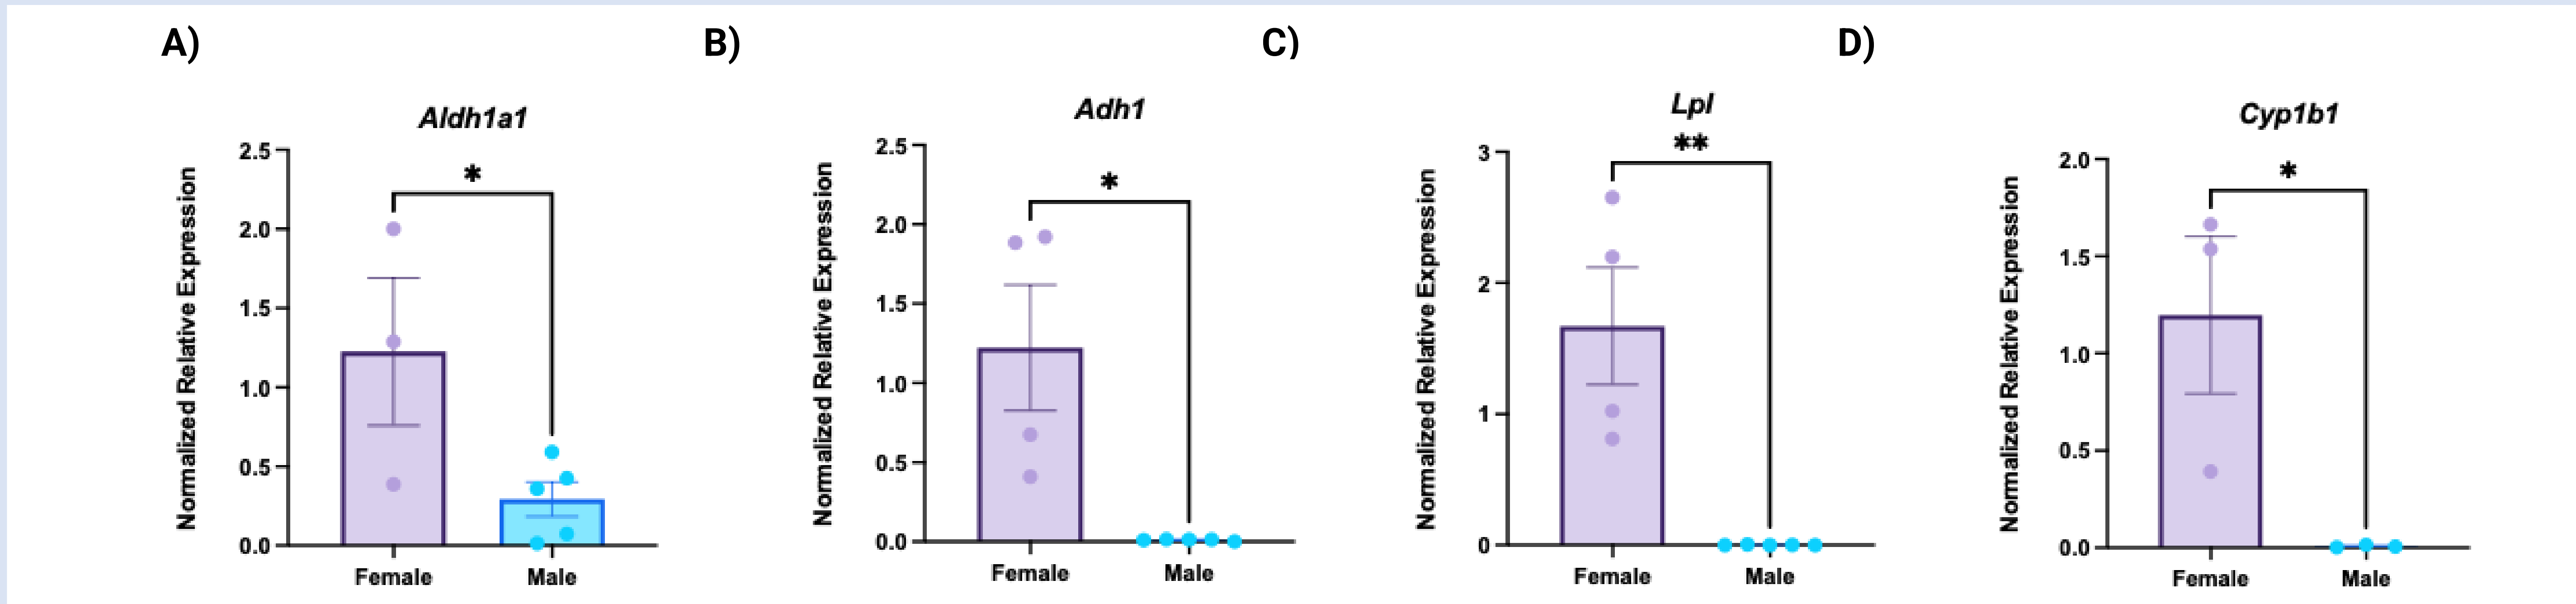 A)
Aldh1a1
Normalized Relative Expression
2.5
2.0
1.5
1.0
0.5
0.0
*
Female
Male
B)
Adh1
Normalized Relative Expression
2.5
2.0
1.5
1.0
0.5
0.0
*
Female
Male
C)
Lpl
Normalized Relative Expression
3
2
1
0
**
Female
Male
D)
Cyp1b1
Normalized Relative Expression
2.0
1.5
1.0
0.5
0.0
*
Female
Male